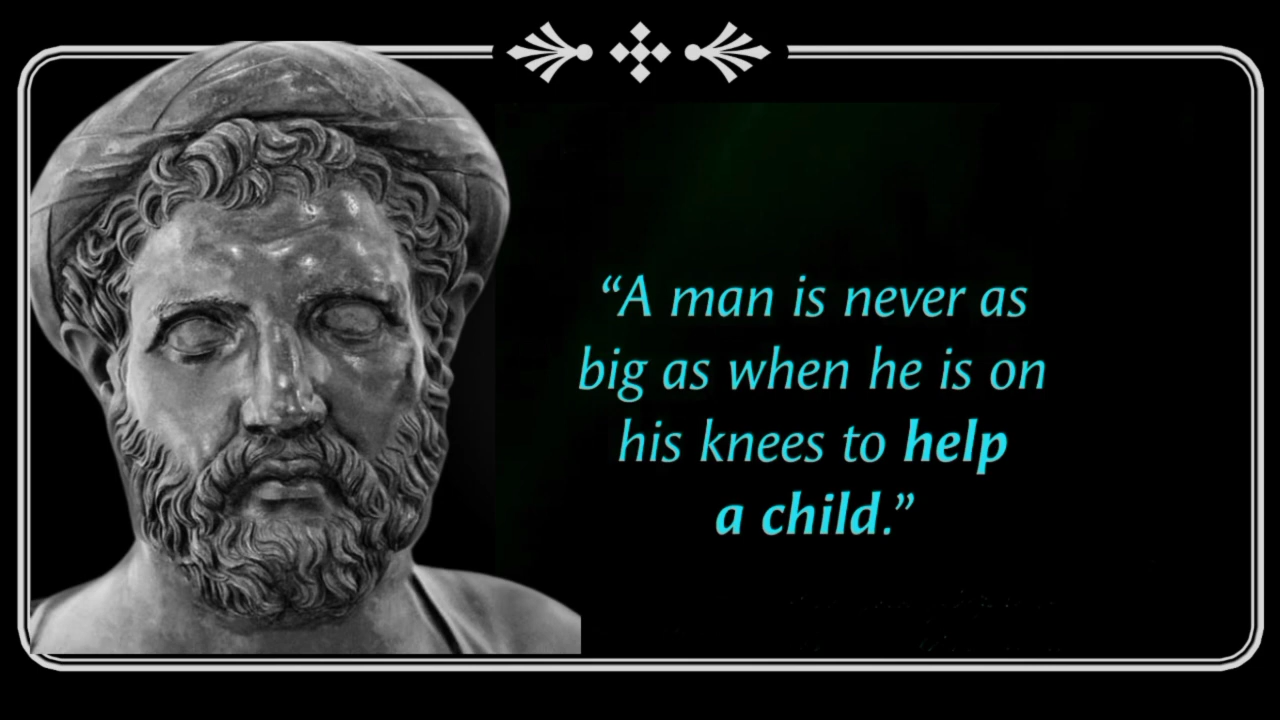 “A man is never as
big as when he is on
his knees to help
a child.”